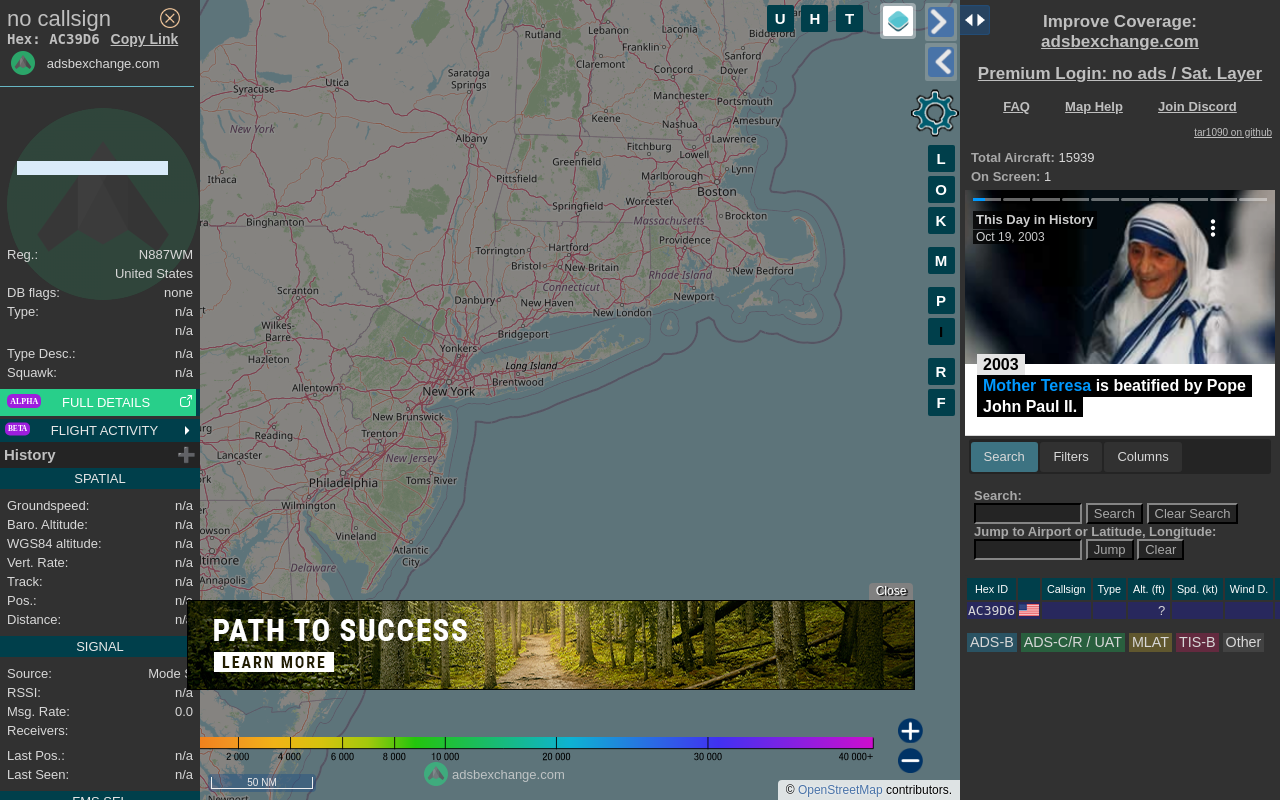 no callsign
Hex: AC39D6 Copy Link
adsbexchange.com
Reg.: N887WM
United States
DB flags: none
Type: n/a
n/a
Type Desc.: n/a
Squawk: n/a
ALPHA FULL DETAILS
BETA FLIGHT ACTIVITY
History
SPATIAL
Groundspeed: n/a
Baro. Altitude: n/a
WGS84 altitude: n/a
Vert. Rate: n/a
Track: n/a
Pos.: n/a
Distance: n/a
SIGNAL
Source: Mode S
RSSI: n/a
Msg. Rate: 0.0
Receivers:
Last Pos.: n/a
Last Seen: n/a
FMS SEL
U H T
L
O
K
M
P
I
R
F
Rutland
Lebanon
Laconia
Biddeford
Franklin
Sanford
Claremont
Concord
Dover
Saratoga
Springs
Utica
Syracuse
Manchester
Portsmouth
Keene
Nashua
Amesbury
New York
Albany
Fitchburg
Lawrence
Greenfield
Lowell
Ithaca
Pittsfield
Marlborough
Lynn
Boston
Springfield
Worcester
Binghamton
Massachusetts
Brockton
Providence
Torrington
Hartford
Bristol
New Britain
Rhode Island
New Bedford
Connecticut
Scranton
Danbury
New Haven
Newport
New London
Wilkes-
Barre
Bridgeport
Hazleton
Yonkers
Long Island
Allentown
New York
Brentwood
New Brunswick
Reading
Trenton
Lancaster
New Jersey
Philadelphia
Toms River
Wilmington
Vineland
Atlantic
City
Delaware
Annapolis
Close
PATH TO SUCCESS
LEARN MORE
2 000 4 000 6 000 8 000 10 000 20 000 30 000 40 000+
50 NM
adsbexchange.com
© OpenStreetMap contributors.
Improve Coverage:
adsbexchange.com
Premium Login: no ads / Sat. Layer
FAQ Map Help Join Discord
tar1090 on github
Total Aircraft: 15939
On Screen: 1
This Day in History
Oct 19, 2003
2003
Mother Teresa is beatified by Pope
John Paul II.
Search Filters Columns
Search:
Search Clear Search
Jump to Airport or Latitude, Longitude:
Jump Clear
Hex ID Callsign Type Alt. (ft) Spd. (kt) Wind D.
AC39D6 ?
ADS-B ADS-C/R / UAT MLAT TIS-B Other